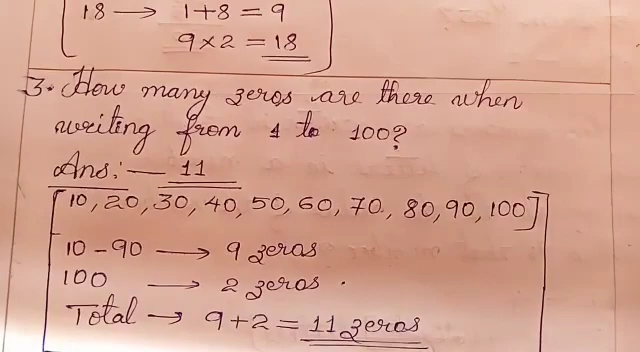 18 → 1+8 = 9
9×2 = 18
3. How many zeros are there when
writing from 1 to 100?
Ans:— 11
[10, 20, 30, 40, 50, 60, 70, 80, 90, 100]
10-90 → 9 zeros
100 → 2 zeros.
Total → 9+2 = 11 zeros